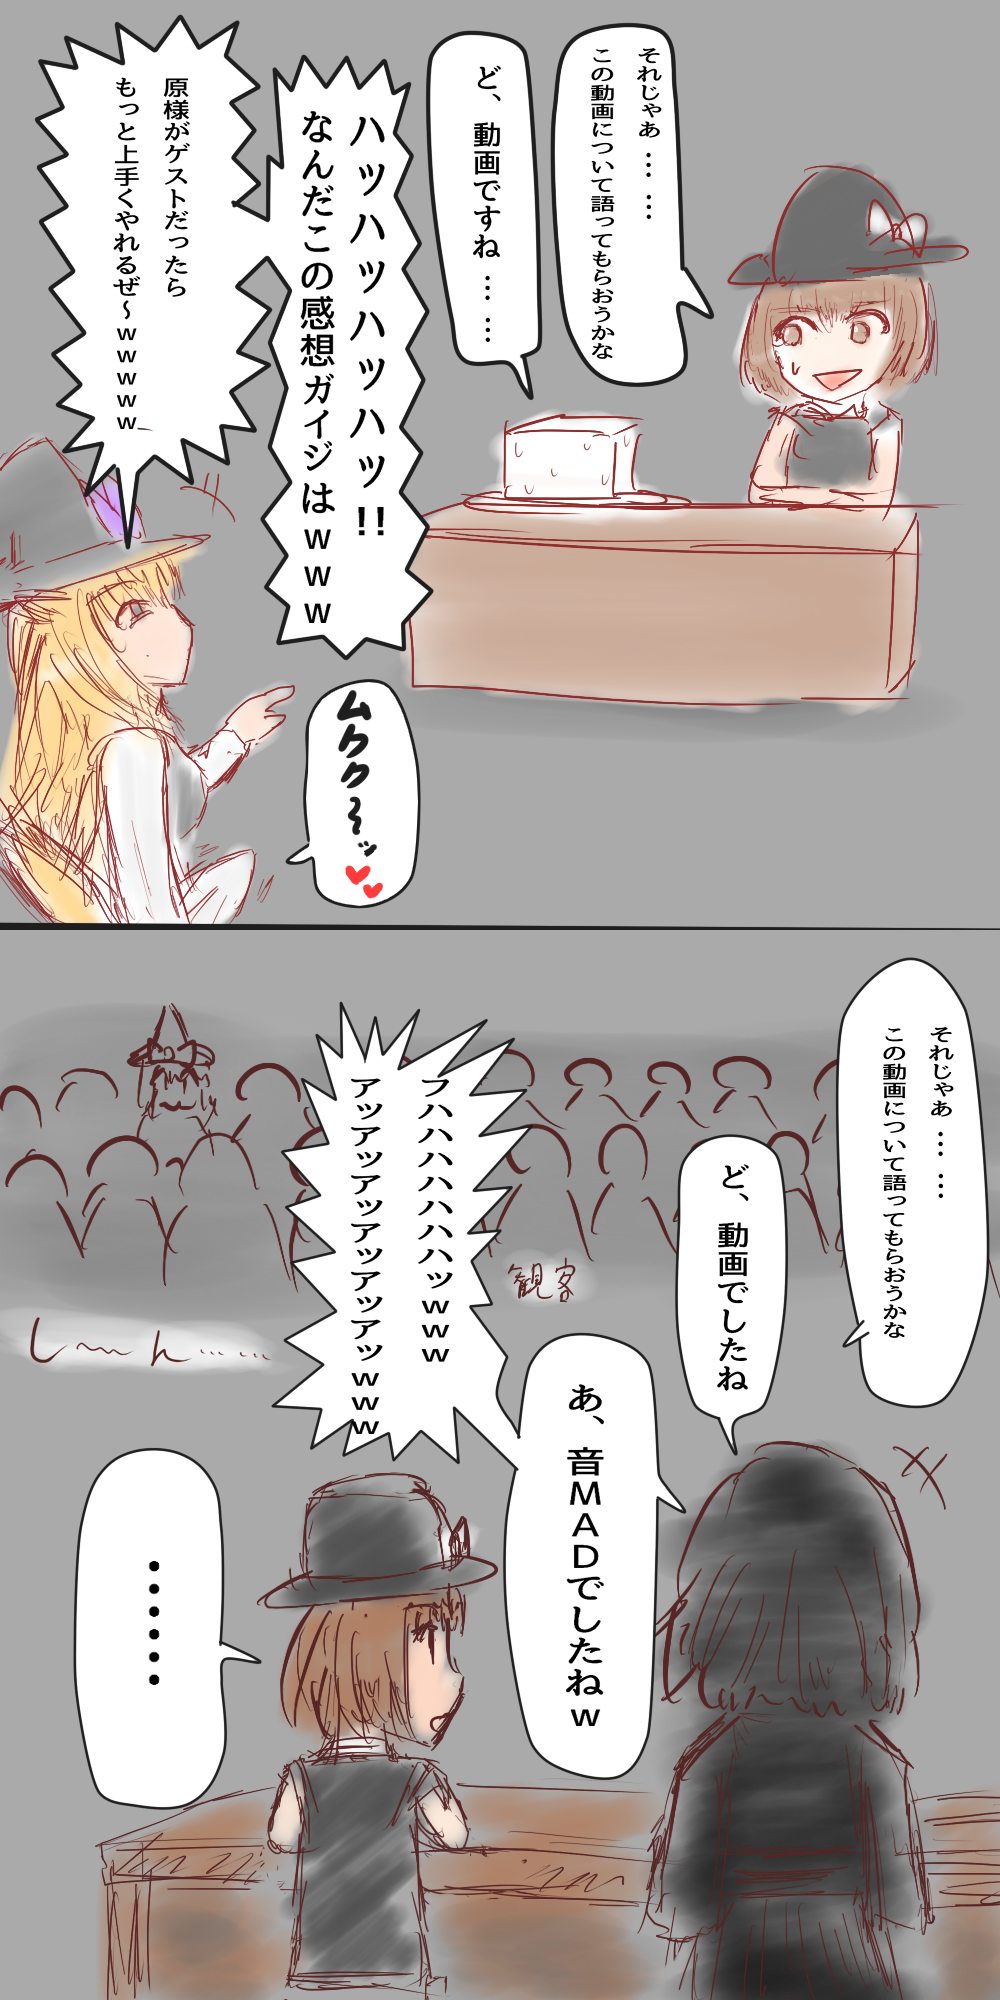 それじゃあ……
この動画について語ってもらおうかな
ど、動画ですね……
ハッハッハッハッ!!
なんだこの感想ガイジはｗｗｗ
原様がゲストだったら
もっと上手くやれるぜ～ｗｗｗｗｗ
ムクク～ッ♥♥
それじゃあ……
この動画について語ってもらおうかな
ど、動画でしたね
あ、音ＭＡＤでしたねｗ
フハハハハハハハッｗｗｗ
アッアッアッアッアッアッｗｗｗ
観客
し～ん……
……